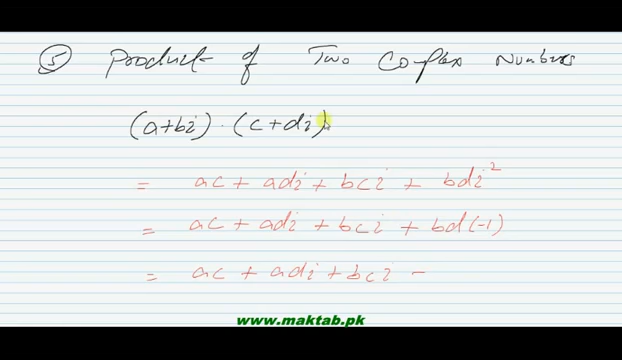 ⑤ Product of Two Complex Numbers
(a+bi) · (c+di)
= ac + adi + bci + bdi²
= ac + adi + bci + bd(-1)
= ac + adi + bci -
www.maktab.pk